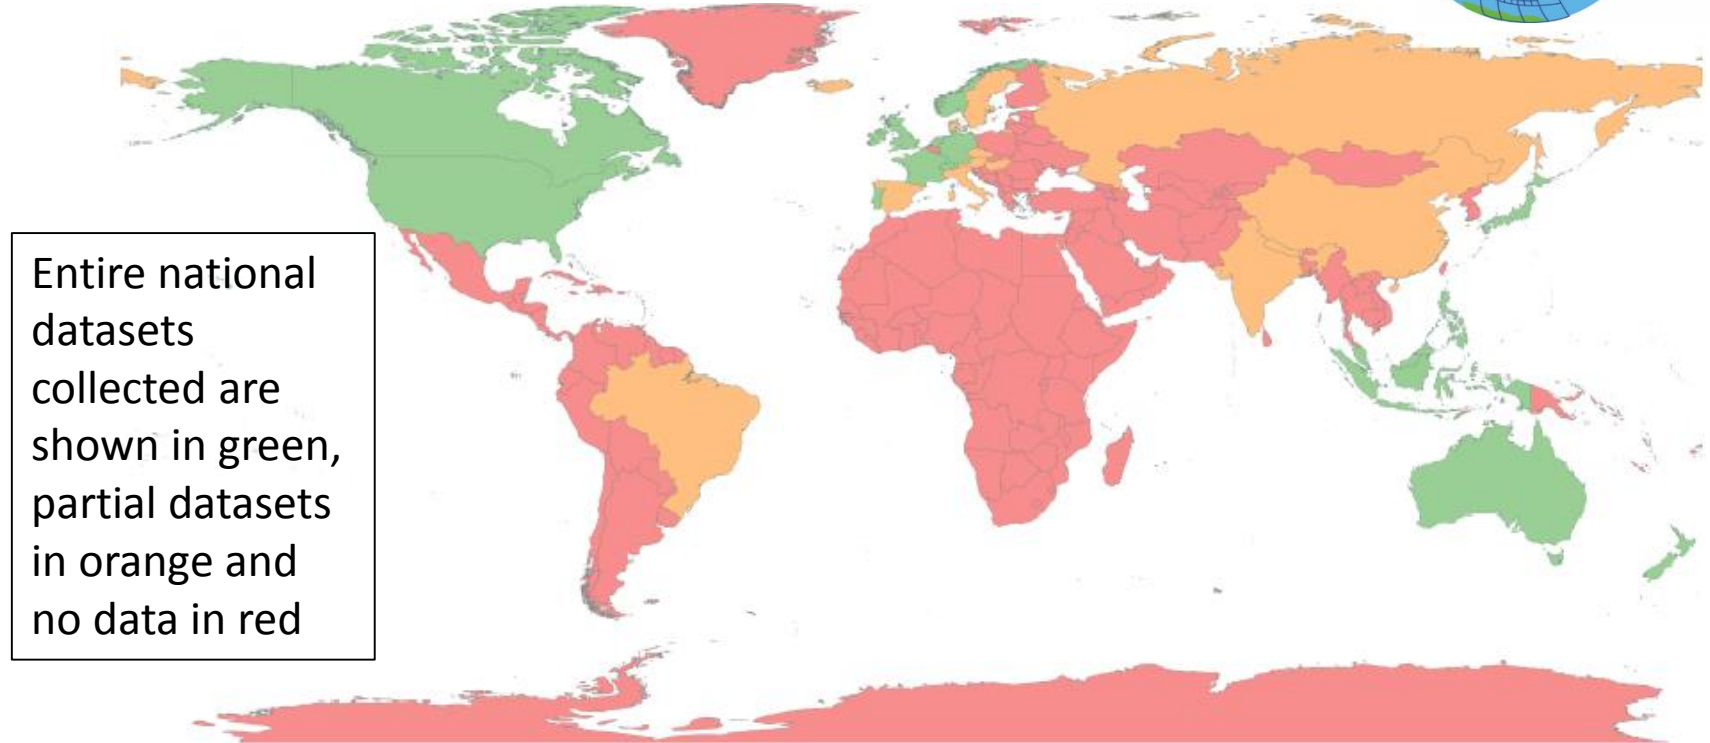 Entire national
datasets
collected are
shown in green,
partial datasets
in orange and
no data in red